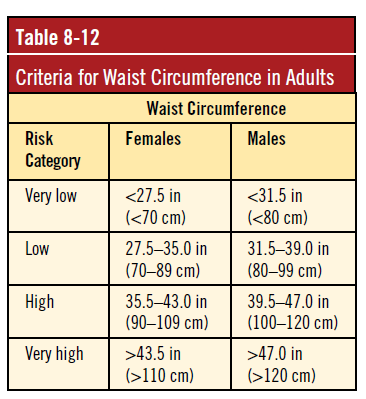 Table 8-12
Criteria for Waist Circumference in Adults
Waist Circumference
Risk Category
Females
Males
Very low
<27.5 in
(<70 cm)
<31.5 in
(<80 cm)
Low
27.5–35.0 in
(70–89 cm)
31.5–39.0 in
(80–99 cm)
High
35.5–43.0 in
(90–109 cm)
39.5–47.0 in
(100–120 cm)
Very high
>43.5 in
(>110 cm)
>47.0 in
(>120 cm)